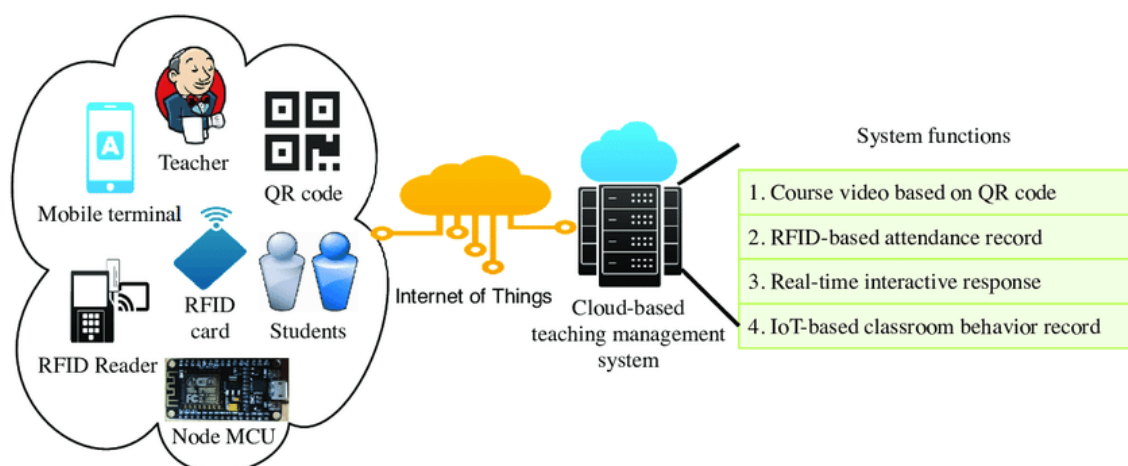 Teacher
QR code
Mobile terminal
A
RFID
card
Students
RFID Reader
Node MCU
Internet of Things
Cloud-based
teaching management
system
System functions
1. Course video based on QR code
2. RFID-based attendance record
3. Real-time interactive response
4. IoT-based classroom behavior record